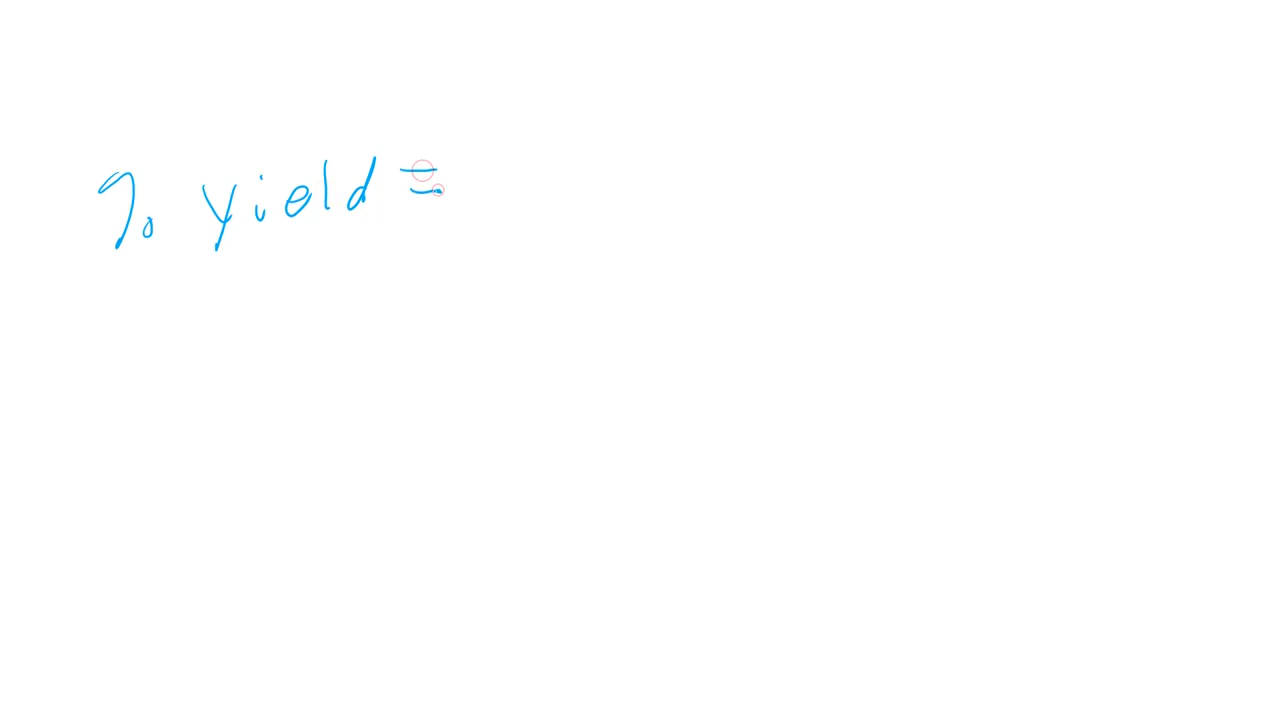 % yield =